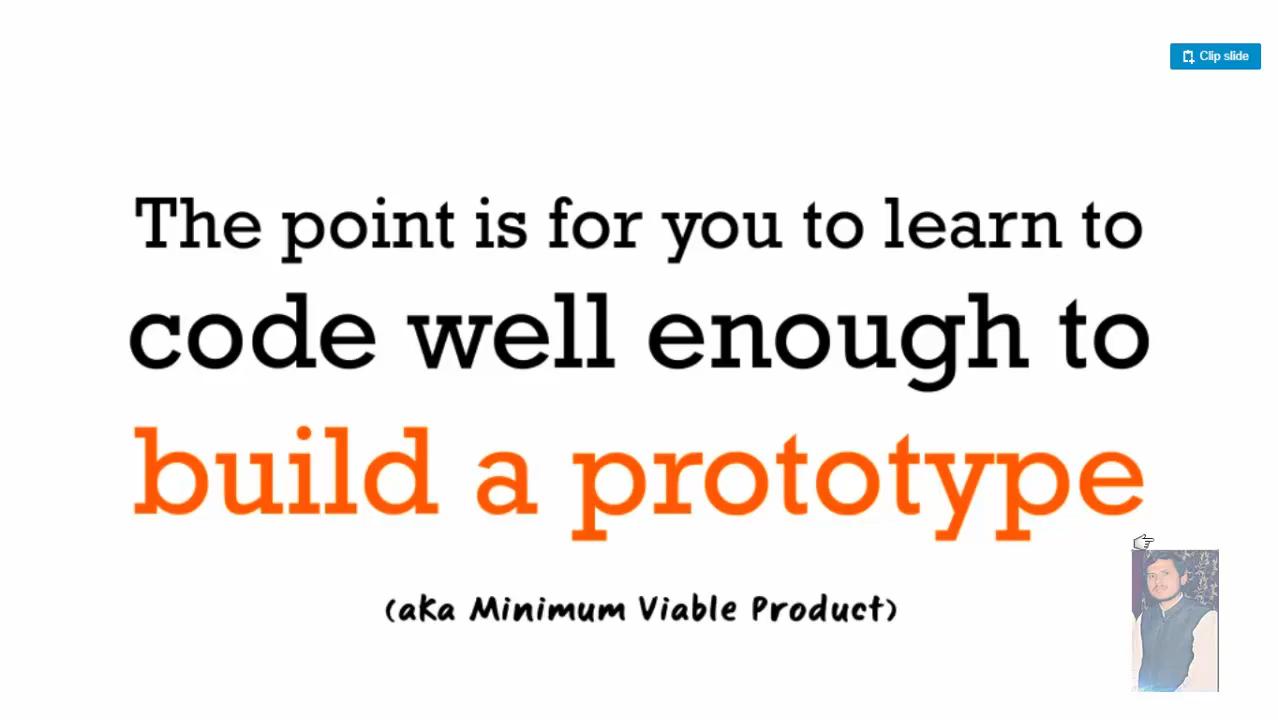 Clip slide
The point is for you to learn to
code well enough to
build a prototype
(aka Minimum Viable Product)